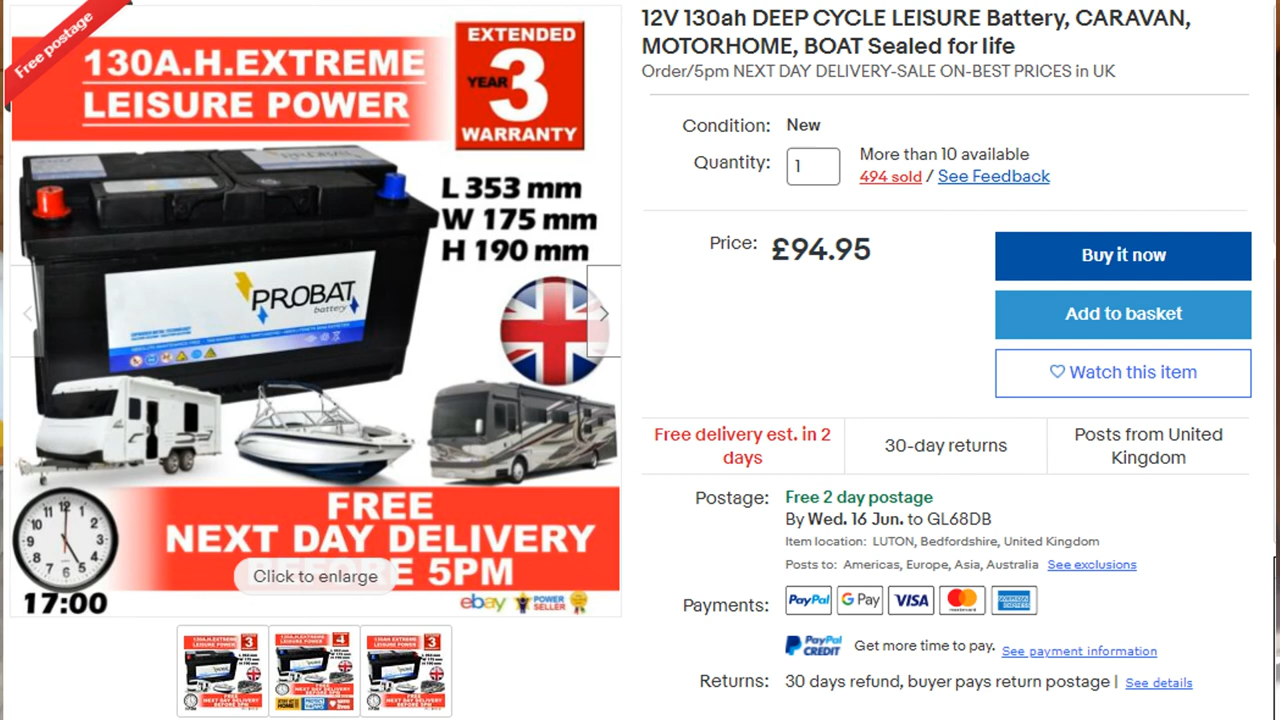 Free postage
130A.H.EXTREME
LEISURE POWER
EXTENDED
YEAR 3
WARRANTY
L 353 mm
W 175 mm
H 190 mm
PROBAT
battery
FREE
NEXT DAY DELIVERY
E 5PM
Click to enlarge
17:00
ebay POWER
SELLER
12V 130ah DEEP CYCLE LEISURE Battery, CARAVAN,
MOTORHOME, BOAT Sealed for life
Order/5pm NEXT DAY DELIVERY-SALE ON-BEST PRICES in UK
Condition: New
Quantity: 1 More than 10 available
494 sold / See Feedback
Price: £94.95
Buy it now
Add to basket
Watch this item
Free delivery est. in 2
days
30-day returns
Posts from United
Kingdom
Postage: Free 2 day postage
By Wed. 16 Jun. to GL68DB
Item location: LUTON, Bedfordshire, United Kingdom
Posts to: Americas, Europe, Asia, Australia See exclusions
Payments: PayPal G Pay VISA mastercard AMERICAN EXPRESS
PayPal
CREDIT Get more time to pay. See payment information
Returns: 30 days refund, buyer pays return postage | See details